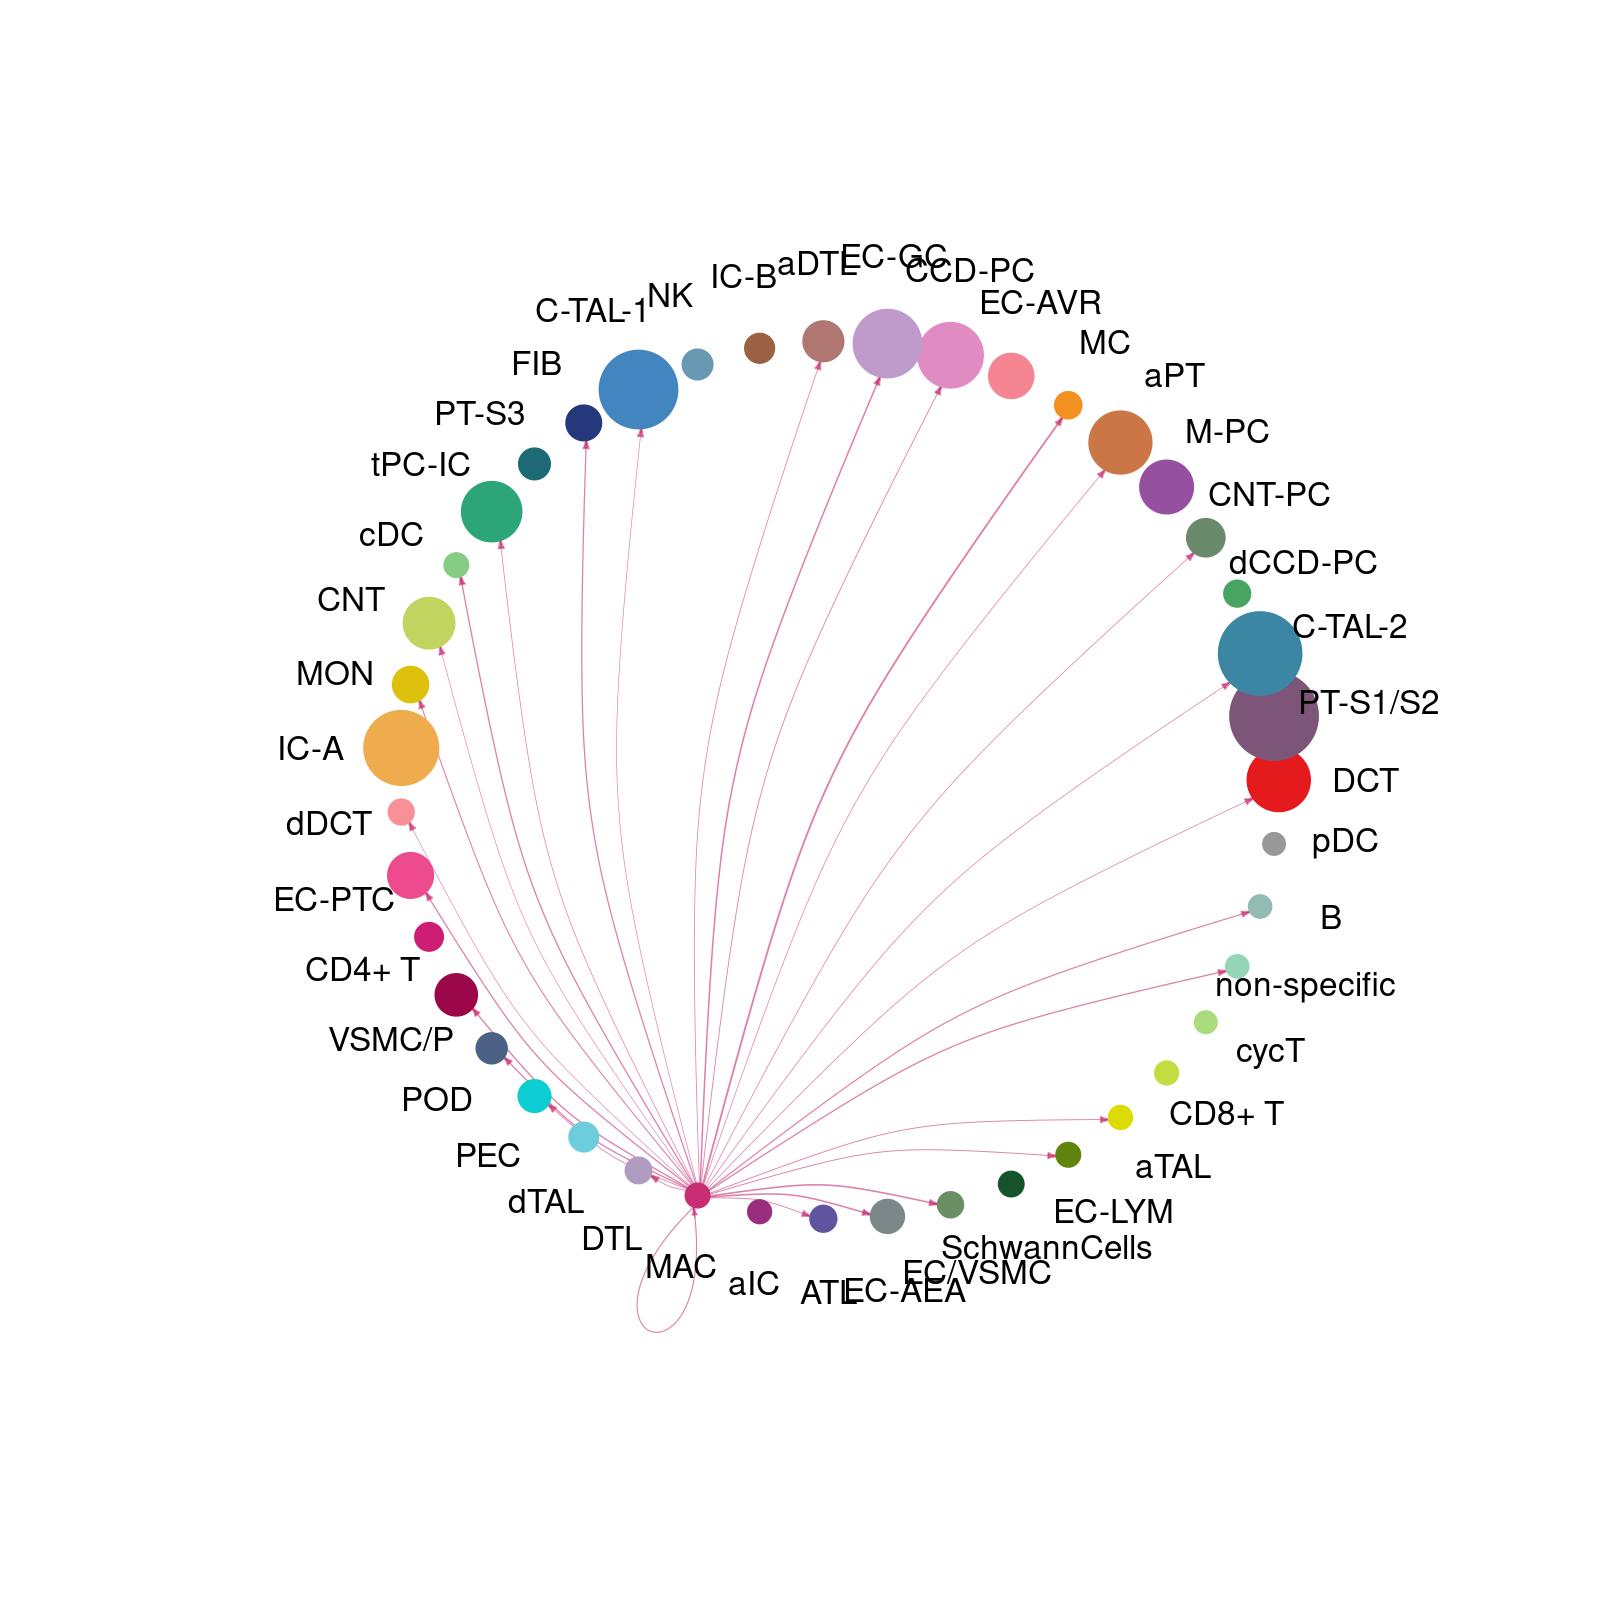 EC-GC
aDTL
CCD-PC
IC-B
NK
EC-AVR
C-TAL-1
MC
FIB
aPT
PT-S3
M-PC
tPC-IC
CNT-PC
cDC
dCCD-PC
CNT
C-TAL-2
MON
PT-S1/S2
IC-A
DCT
dDCT
pDC
EC-PTC
B
CD4+ T
non-specific
VSMC/P
cycT
POD
CD8+ T
PEC
aTAL
dTAL
EC-LYM
DTL
SchwannCells
MAC
EC/VSMC
aIC
ATL
EC-AEA